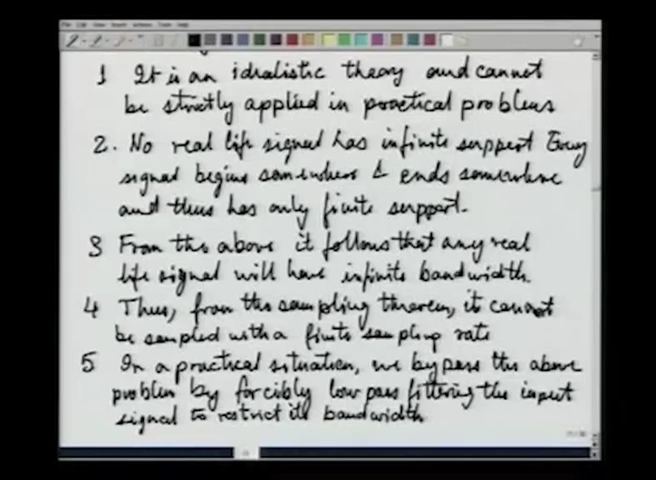 1 It is an idealistic theory and cannot
be strictly applied in practical problems
2. No real life signal has infinite support Every
signal begins somewhere & ends somewhere
and thus has only finite support.
3 From the above it follows that any real
life signal will have infinite bandwidth.
4 Thus, from the sampling theorem, it cannot
be sampled with a finite sampling rate
5 In a practical situation, we bypass the above
problem by forcibly low pass filtering the input
signal to restrict its bandwidth